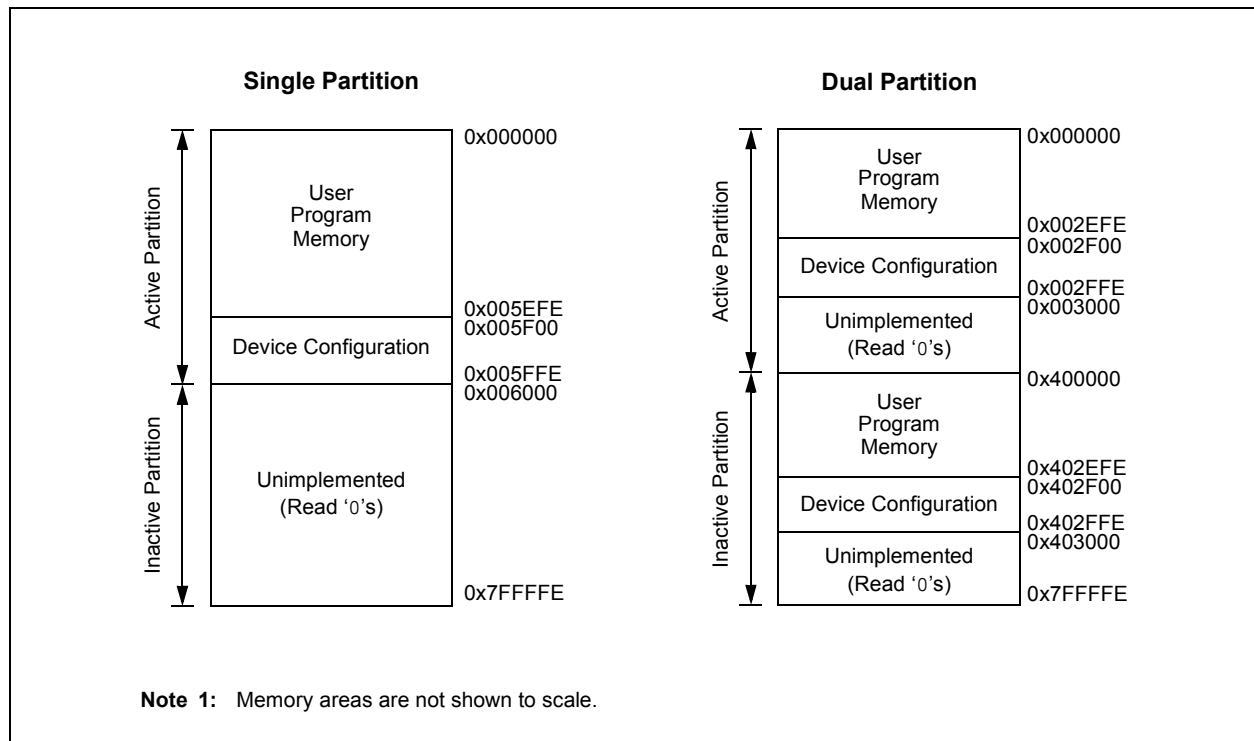 Single Partition
Active Partition
Inactive Partition
User
Program
Memory
Device Configuration
Unimplemented
(Read ‘0’s)
0x000000
0x005EFE
0x005F00
0x005FFE
0x006000
0x7FFFFE
Dual Partition
Active Partition
Inactive Partition
User
Program
Memory
Device Configuration
Unimplemented
(Read ‘0’s)
User
Program
Memory
Device Configuration
Unimplemented
(Read ‘0’s)
0x000000
0x002EFE
0x002F00
0x002FFE
0x003000
0x400000
0x402EFE
0x402F00
0x402FFE
0x403000
0x7FFFFE
Note 1: Memory areas are not shown to scale.